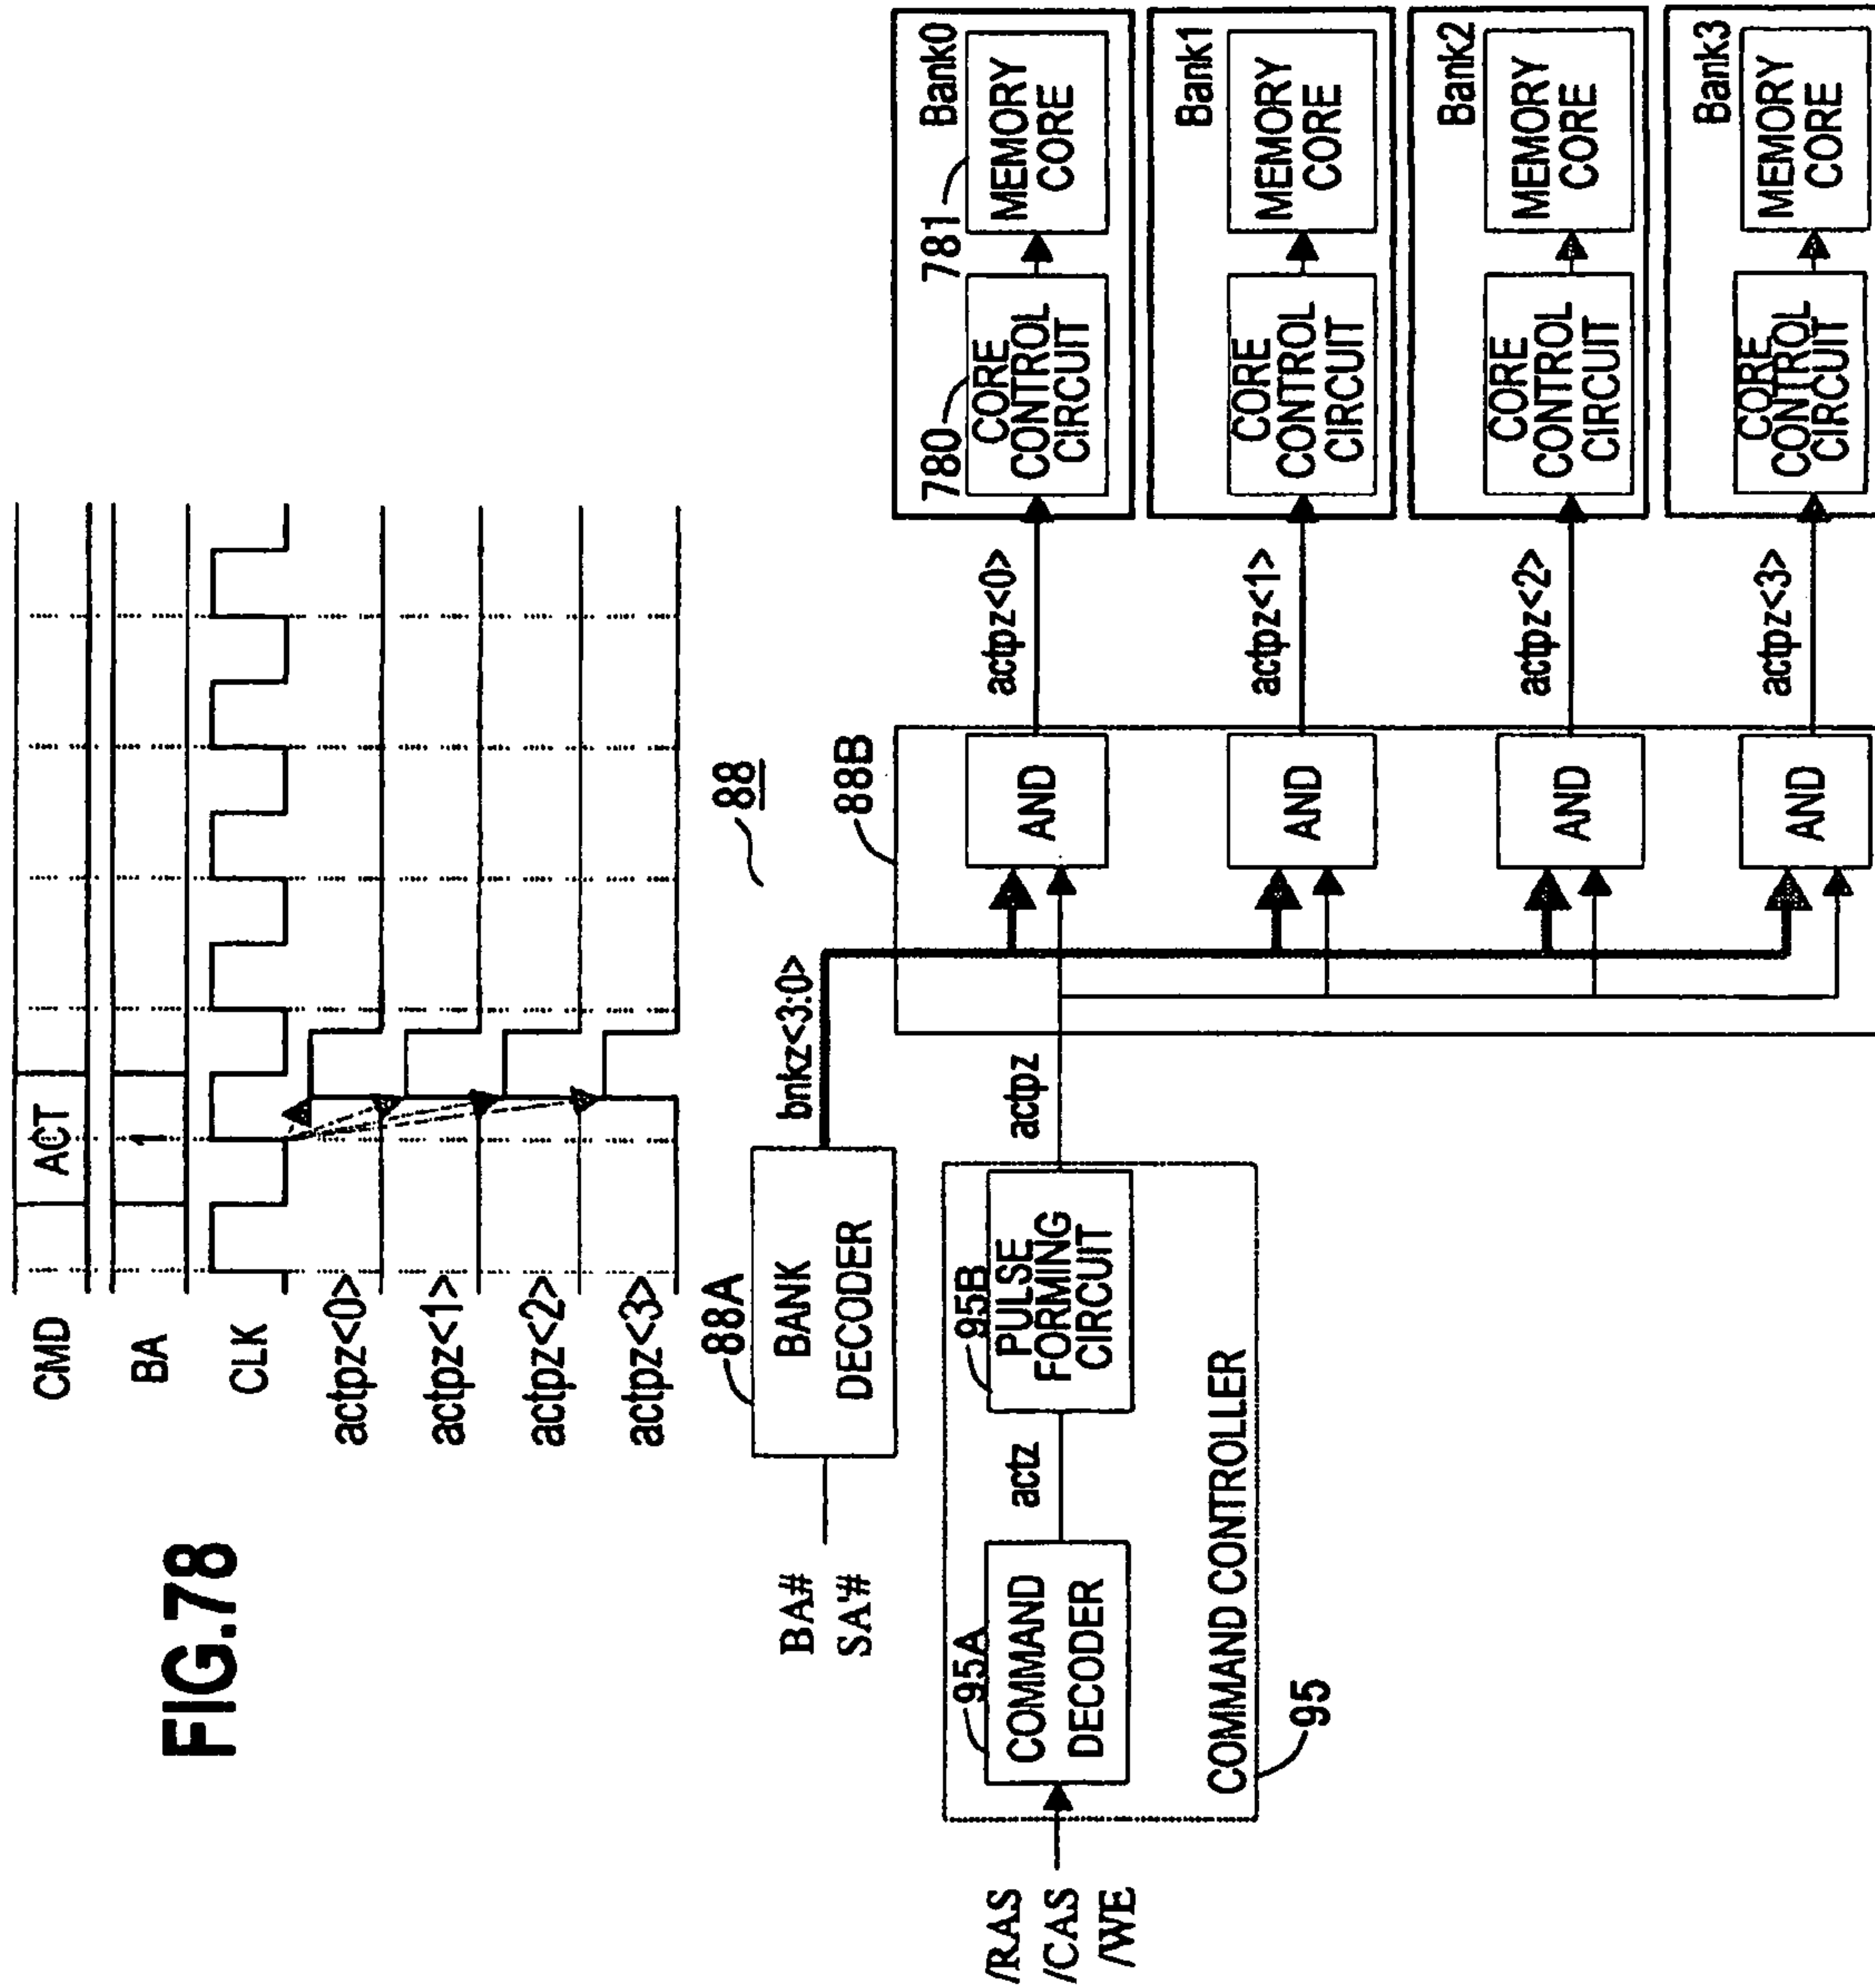 FIG.78
CMD
ACT
BA
1
CLK
actpz<0>
actpz<1>
actpz<2>
actpz<3>
88
BA#
SA'#
88A
BANK
DECODER
bnkz<3:0>
/RAS
/CAS
/WE
95A
COMMAND
DECODER
actz
95B
PULSE
FORMING
CIRCUIT
actpz
COMMAND CONTROLLER
95
88B
AND
AND
AND
AND
actpz<0>
actpz<1>
actpz<2>
actpz<3>
780
781
Bank0
CORE
CONTROL
CIRCUIT
MEMORY
CORE
Bank1
CORE
CONTROL
CIRCUIT
MEMORY
CORE
Bank2
CORE
CONTROL
CIRCUIT
MEMORY
CORE
Bank3
CORE
CONTROL
CIRCUIT
MEMORY
CORE